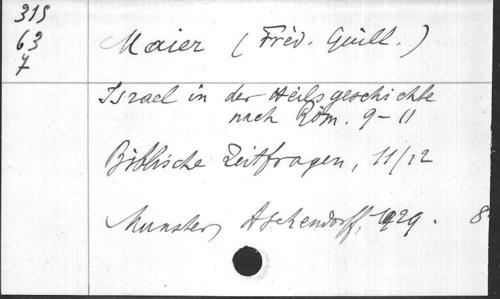 315
63
7
Maier (Frid. Guill.)
Israel in der Heilsgeschichte
nach Röm. 9-11
Biblische Zeitfragen, 11/12
Munster, Aschendorff, 1929. 8°